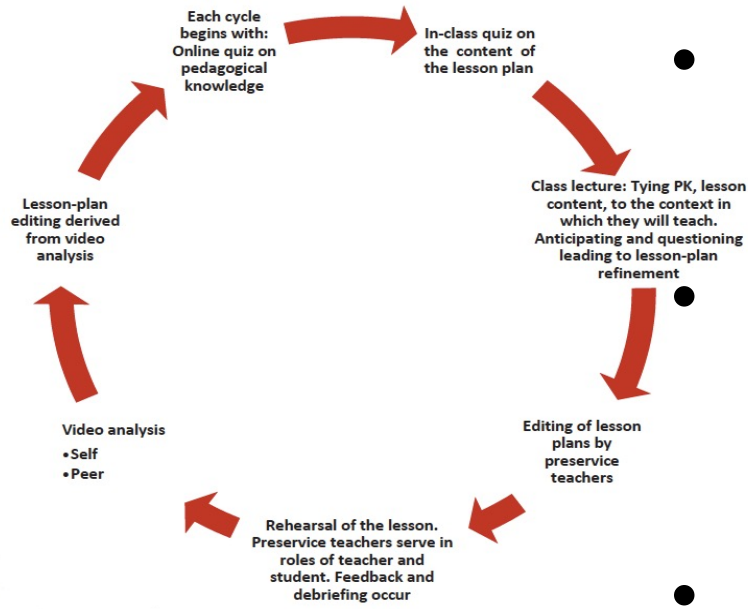 Each cycle
begins with:
Online quiz on
pedagogical
knowledge
In-class quiz on
the content of
the lesson plan
Class lecture: Tying PK, lesson
content, to the context in
which they will teach.
Anticipating and questioning
leading to lesson-plan
refinement
Editing of lesson
plans by
preservice
teachers
Rehearsal of the lesson.
Preservice teachers serve in
roles of teacher and
student. Feedback and
debriefing occur
Video analysis
•Self
•Peer
Lesson-plan
editing derived
from video
analysis